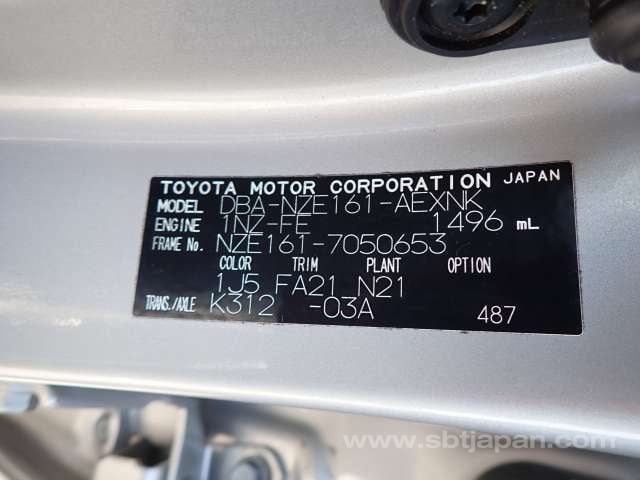 TOYOTA MOTOR CORPORATION JAPAN
MODEL DBA-NZE161-AEXNK
ENGINE 1NZ-FE 1496 mL
FRAME No. NZE161-7050653
COLOR TRIM PLANT OPTION
1J5 FA21 N21
TRANS./AXLE K312 -03A 487
www.sbtjapan.com